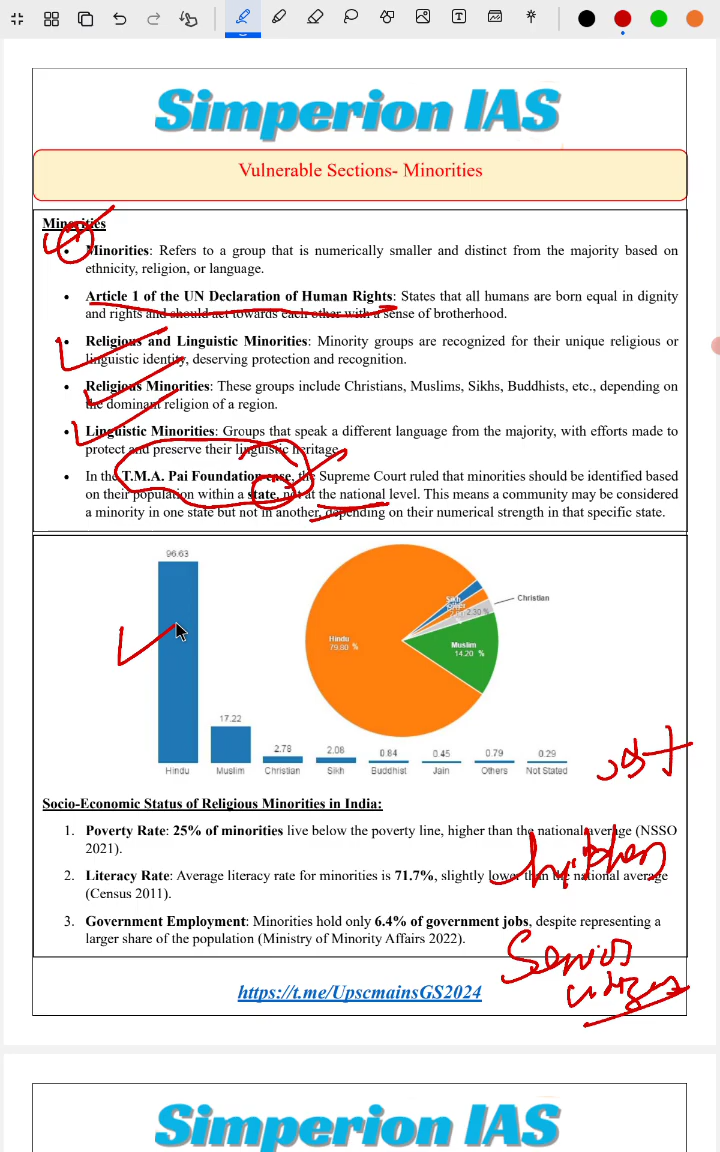 Simperion IAS
Vulnerable Sections- Minorities
Minorities
• Minorities: Refers to a group that is numerically smaller and distinct from the majority based on
ethnicity, religion, or language.
• Article 1 of the UN Declaration of Human Rights: States that all humans are born equal in dignity
and rights and should act towards each other with a sense of brotherhood.
• Religious and Linguistic Minorities: Minority groups are recognized for their unique religious or
linguistic identity, deserving protection and recognition.
• Religious Minorities: These groups include Christians, Muslims, Sikhs, Buddhists, etc., depending on
the dominant religion of a region.
• Linguistic Minorities: Groups that speak a different language from the majority, with efforts made to
protect and preserve their linguistic heritage.
• In the T.M.A. Pai Foundation case, the Supreme Court ruled that minorities should be identified based
on their population within a state, not at the national level. This means a community may be considered
a minority in one state but not in another, depending on their numerical strength in that specific state.
96.63
17.22
2.78
2.08
0.84
0.45
0.79
0.29
Hindu
Muslim
Christian
Sikh
Buddhist
Jain
Others
Not Stated
Hindu
79.80 %
Sikh
2.30 %
Christian
Muslim
14.20 %
Socio-Economic Status of Religious Minorities in India:
1. Poverty Rate: 25% of minorities live below the poverty line, higher than the national average (NSSO
2021).
2. Literacy Rate: Average literacy rate for minorities is 71.7%, slightly lower than the national average
(Census 2011).
3. Government Employment: Minorities hold only 6.4% of government jobs, despite representing a
larger share of the population (Ministry of Minority Affairs 2022).
Senior
https://t.me/UpscmainsGS2024
Simperion IAS